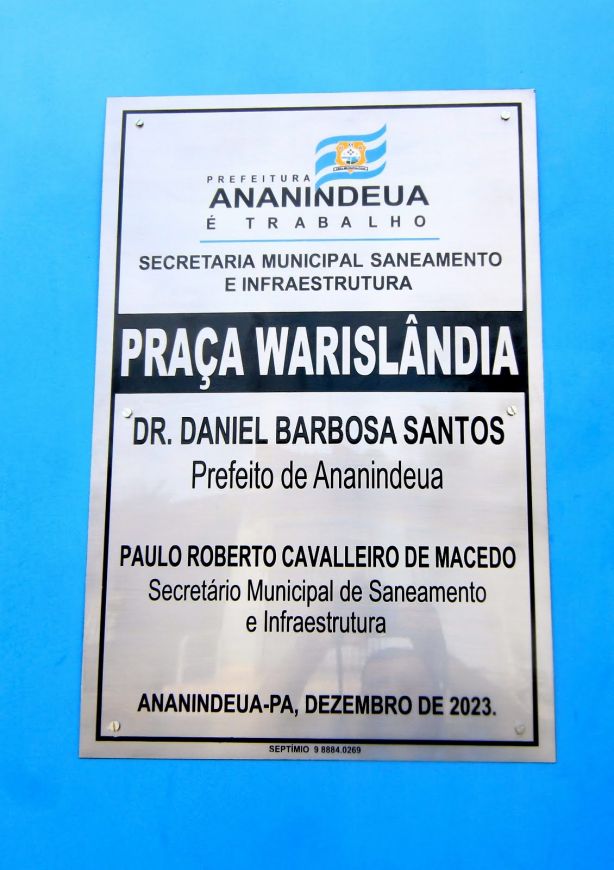 PREFEITURA
ANANINDEUA
É TRABALHO
SECRETARIA MUNICIPAL SANEAMENTO
E INFRAESTRUTURA
PRAÇA WARISLÂNDIA
DR. DANIEL BARBOSA SANTOS
Prefeito de Ananindeua
PAULO ROBERTO CAVALLEIRO DE MACEDO
Secretário Municipal de Saneamento
e Infraestrutura
ANANINDEUA-PA, DEZEMBRO DE 2023.
SEPTÍMIO 9 8884.0269